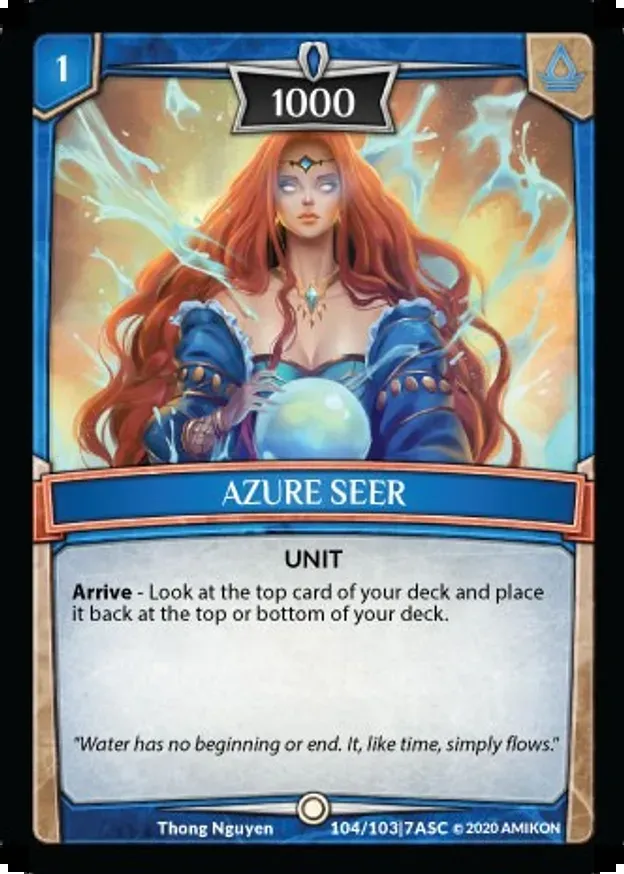 1
1000
AZURE SEER
UNIT
Arrive - Look at the top card of your deck and place
it back at the top or bottom of your deck.
"Water has no beginning or end. It, like time, simply flows."
Thong Nguyen 104/103|7ASC © 2020 AMIKON